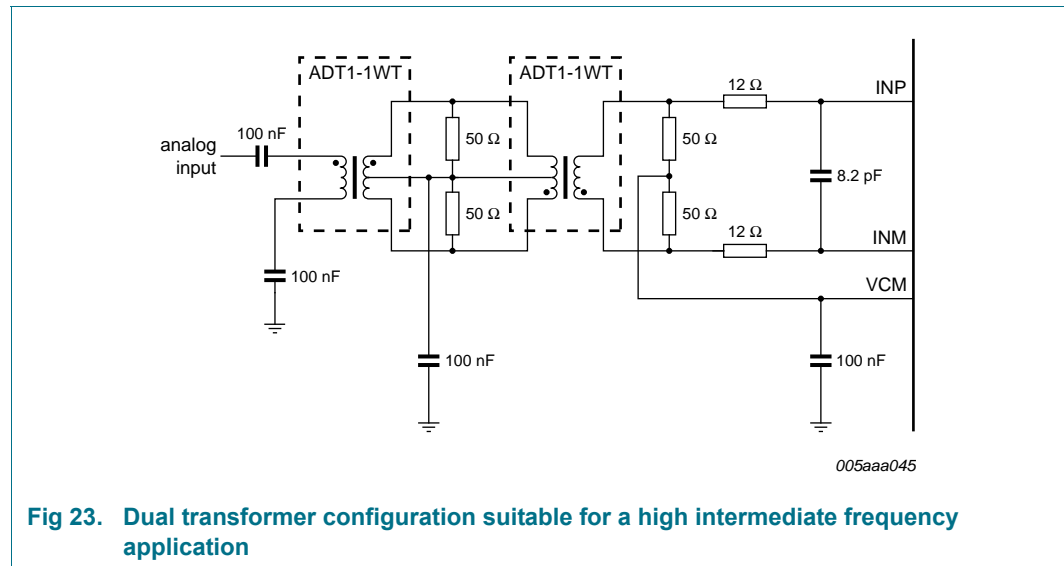 ADT1-1WT
ADT1-1WT
12 Ω
INP
100 nF
analog
input
50 Ω
50 Ω
8.2 pF
50 Ω
50 Ω
12 Ω
INM
VCM
100 nF
100 nF
100 nF
005aaa045
Fig 23. Dual transformer configuration suitable for a high intermediate frequency
application